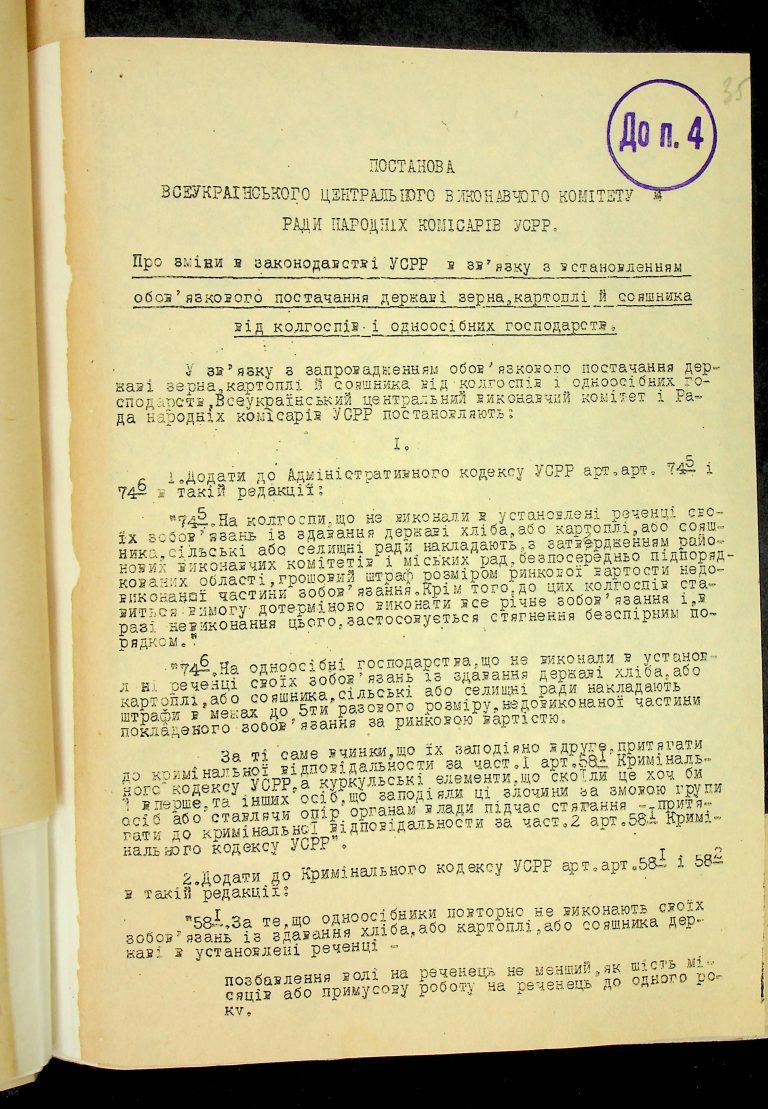 35
До п. 4
ПОСТАНОВА
ВСЕУКРАЇНСЬКОГО ЦЕНТРАЛЬНОГО ВИКОНАВЧОГО КОМІТЕТУ
РАДИ НАРОДНІХ КОМІСАРІВ УСРР.
Про зміни в законодавстві УСРР в зв'язку з встановленням
обов'язкового постачання державі зерна,картоплі й сояшника
від колгоспів і одноосібних господарств.
У зв'язку з запровадженням обов'язкового постачання дер-
жаві зерна,картоплі й сояшника від колгоспів і одноосібних го-
сподарств,Всеукраїнський центральний виконавчий комітет і Ра-
да народніх комісарів УСРР постановляють:
I.
1.Додати до Адміністративного кодексу УСРР арт.арт. 74⁵ і
74⁶ в такій редакції:
"74⁵.На колгоспи,що не виконали в установлені реченці сво-
їх зобов'язань із здавання державі хліба,або картоплі,або сояш-
ника,сільські або селищні ради накладають,з затвердженням райо-
нових виконавчих комітетів і міських рад,безпосередньо підпоряд-
кованих області,грошовий штраф розміром ринкової вартости недо-
виконаної частини зобов'язання.Крім того,до цих колгоспів ста-
виться вимогу дотерміново виконати все річне зобов'язання і,в
разі невиконання цього,застосовується стягнення безспірним по-
рядком."
"74⁶.На одноосібні господарства,що не виконали в установ-
л ні реченці своїх зобов'язань із здавання державі хліба,або
картоплі,або сояшника,сільські або селищні ради накладають
штрафи в межах до 5ти разового розміру,недовиконаної частини
покладеного зобов'язання за ринковою вартістю.
За ті саме вчинки,що їх заподіяно вдруге,притягати
до кримінальної відповідальности за част.I арт.58¹ Кримі­наль-
ного кодексу УСРР,а куркульські елементи,що скоїли це хоч би
й вперше,та інших осіб,що заподіяли ці злочини за змовою групи
осіб або ставлячи опір органам влади підчас стягання - притя-
гати до кримінальної відповідальности за част.2 арт.58¹ Кримі-
нального кодексу УСРР".
2.Додати до Кримінального кодексу УСРР арт.арт.58¹ і 58²
в такій редакції:
"58¹.За те,що одноосібники повторно не виконають своїх
зобов'язань із здавання хліба,або картоплі,або сояшника дер-
жаві в установлені реченці -
позбавлення волі на реченець не менший,як шість мі-
сяців або примусову роботу на реченець до одного ро-
ку.